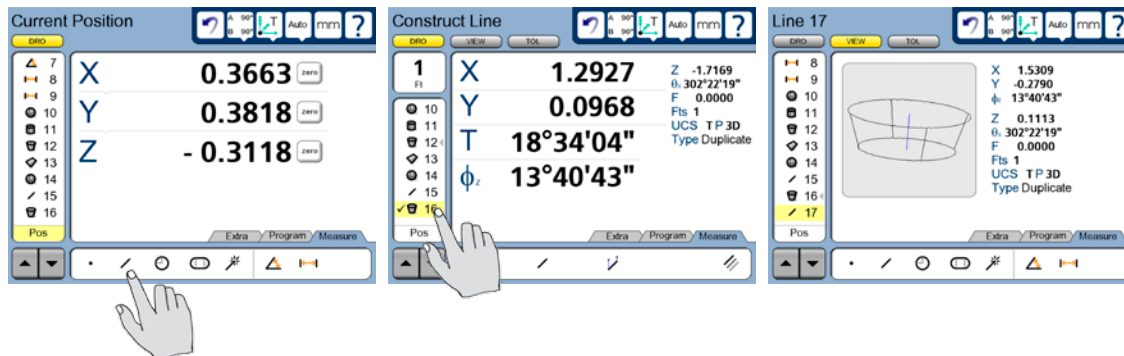 Current Position
A 90°
B 90°
T
Auto
mm
?
DRO
7
8
9
10
11
12
13
14
15
16
Pos
X 0.3663 zero
Y 0.3818 zero
Z - 0.3118
Extra Program Measure
Construct Line
A 90°
B 90°
T
Auto
mm
?
DRO VIEW TOL
1
Ft
10
11
12
13
14
15
16
Pos
X 1.2927
Y 0.0968
T 18°34'04"
ϕz 13°40'43"
Z -1.7169
θz 302°22'19"
F 0.0000
Fts 1
UCS T P 3D
Type Duplicate
Extra Program Measure
Line 17
A 90°
B 90°
T
Auto
mm
?
DRO VIEW TOL
8
9
10
11
12
13
14
15
16
17
Pos
X 1.5309
Y -0.2790
ϕz 13°40'43"
Z 0.1113
θz 302°22'19"
F 0.0000
Fts 1
UCS T P 3D
Type Duplicate
Extra Program Measure